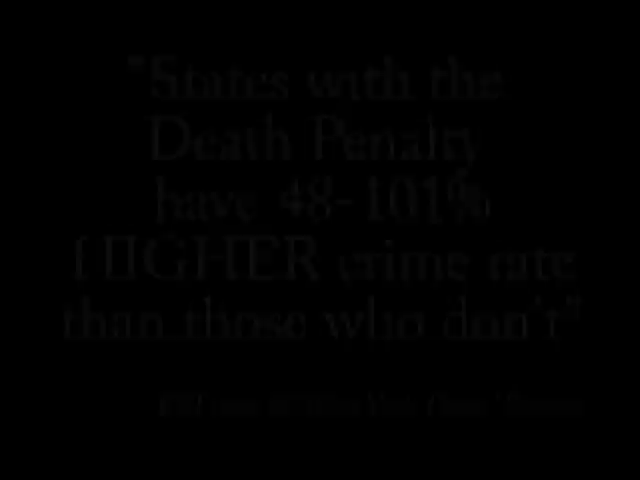 "States with the
Death Penalty
have 48-101%
HIGHER crime rate
than those who don't"